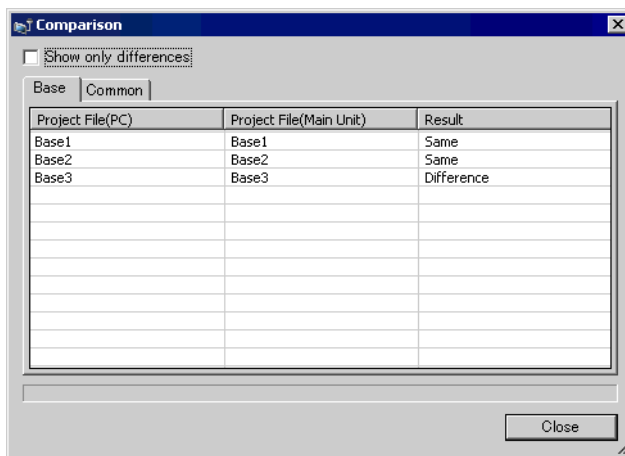 Comparison
Show only differences
Base Common
Project File(PC) Project File(Main Unit) Result
Base1 Base1 Same
Base2 Base2 Same
Base3 Base3 Difference
Close